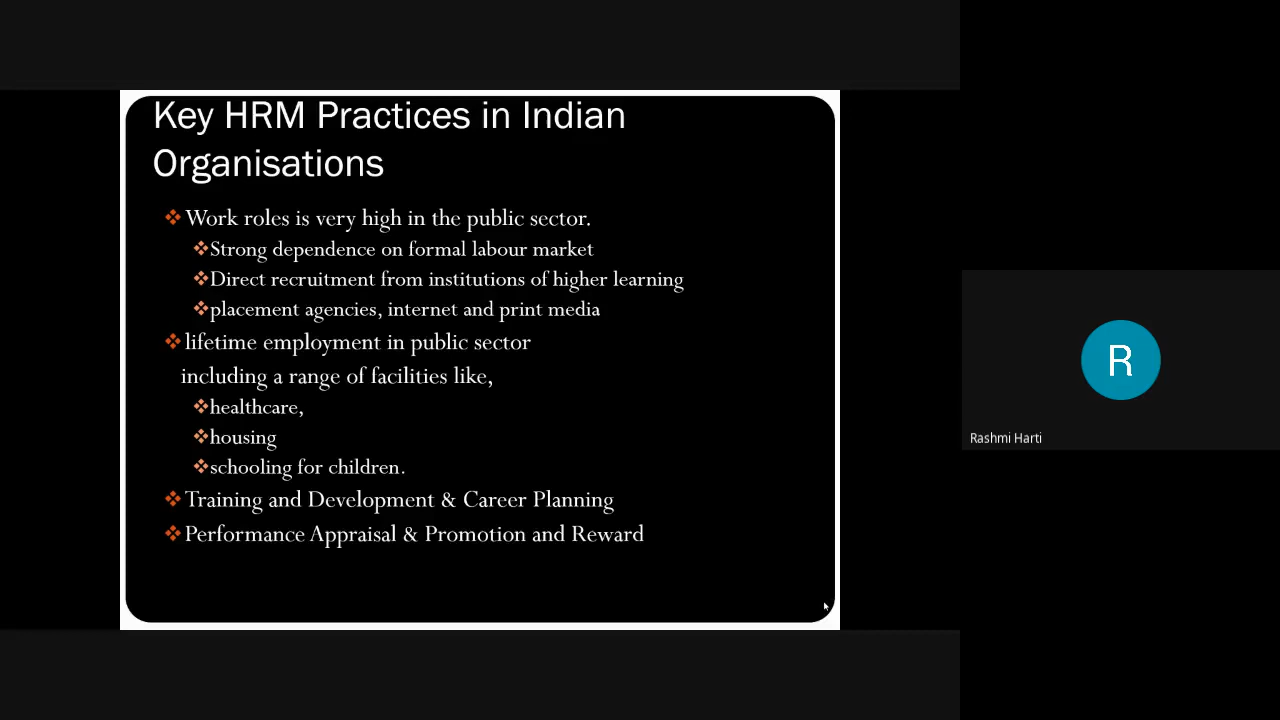 Key HRM Practices in Indian
Organisations
Work roles is very high in the public sector.
Strong dependence on formal labour market
Direct recruitment from institutions of higher learning
placement agencies, internet and print media
lifetime employment in public sector
including a range of facilities like,
healthcare,
housing
schooling for children.
Training and Development & Career Planning
Performance Appraisal & Promotion and Reward
R
Rashmi Harti